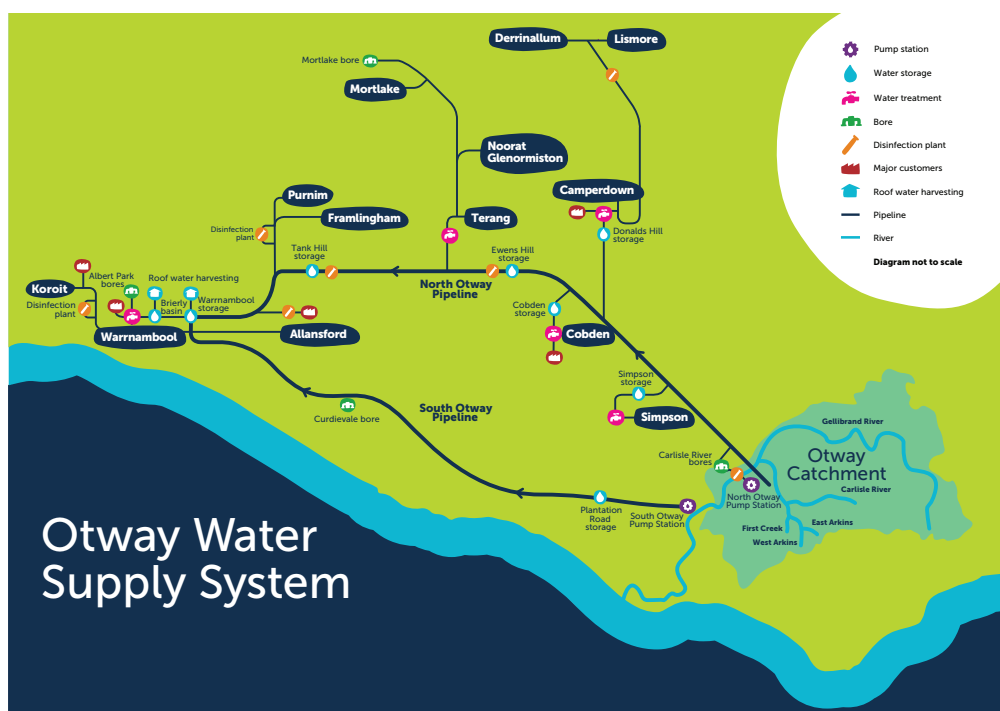 Derrinallum
Lismore
Mortlake bore
Mortlake
Noorat
Glenormiston
Camperdown
Purnim
Framlingham
Terang
Disinfection
plant
Donalds Hill
storage
Tank Hill
storage
Ewens Hill
storage
North Otway
Pipeline
Koroit
Albert Park
bores
Roof water harvesting
Disinfection
plant
Brierly
basin
Warrnambool
storage
Warrnambool
Allansford
Cobden
storage
Cobden
Simpson
storage
Simpson
Curdievale bore
South Otway
Pipeline
Carlisle River
bores
Gellibrand River
Otway
Catchment
Carlisle River
North Otway
Pump Station
Plantation
Road
storage
South Otway
Pump Station
First Creek
East Arkins
West Arkins
Pump station
Water storage
Water treatment
Bore
Disinfection plant
Major customers
Roof water harvesting
Pipeline
River
Diagram not to scale
Otway Water
Supply System